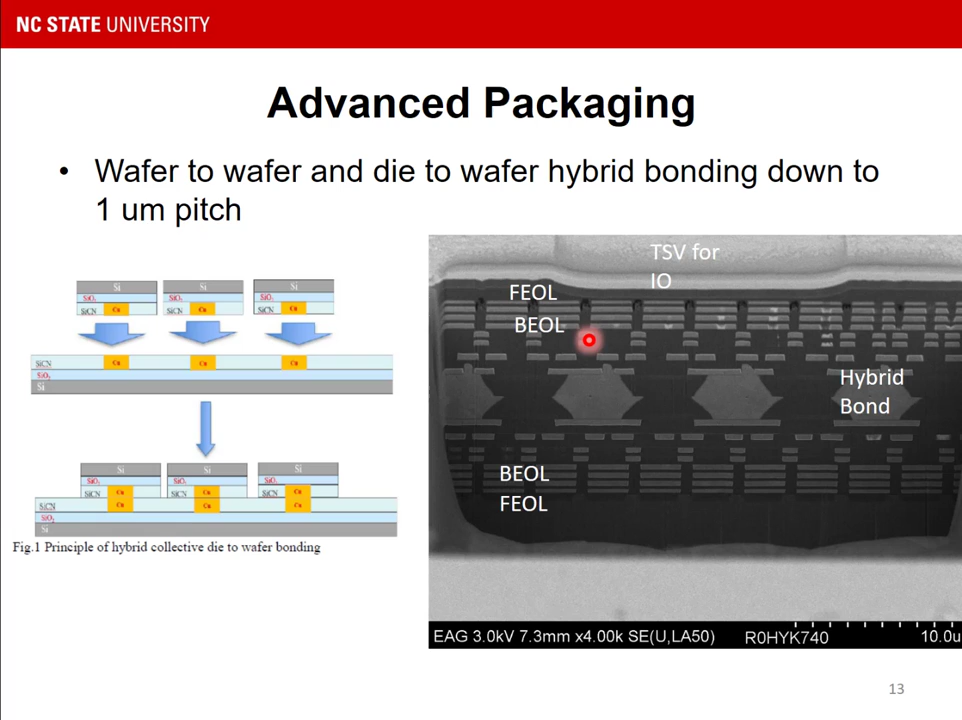 NC STATE UNIVERSITY
Advanced Packaging
• Wafer to wafer and die to wafer hybrid bonding down to
1 um pitch
Si Si Si
SiO₂ SiO₂ SiO₂
SiCN Cu SiCN Cu SiCN Cu
SiCN Cu Cu Cu
SiO₂
Si
Si Si Si
SiO₂ SiO₂ SiO₂
SiCN Cu SiCN Cu SiCN Cu
SiCN Cu Cu Cu
SiO₂
Si
Fig.1 Principle of hybrid collective die to wafer bonding
TSV for
IO
FEOL
BEOL
Hybrid
Bond
BEOL
FEOL
EAG 3.0kV 7.3mm x4.00k SE(U,LA50) R0HYK740 10.0u
13